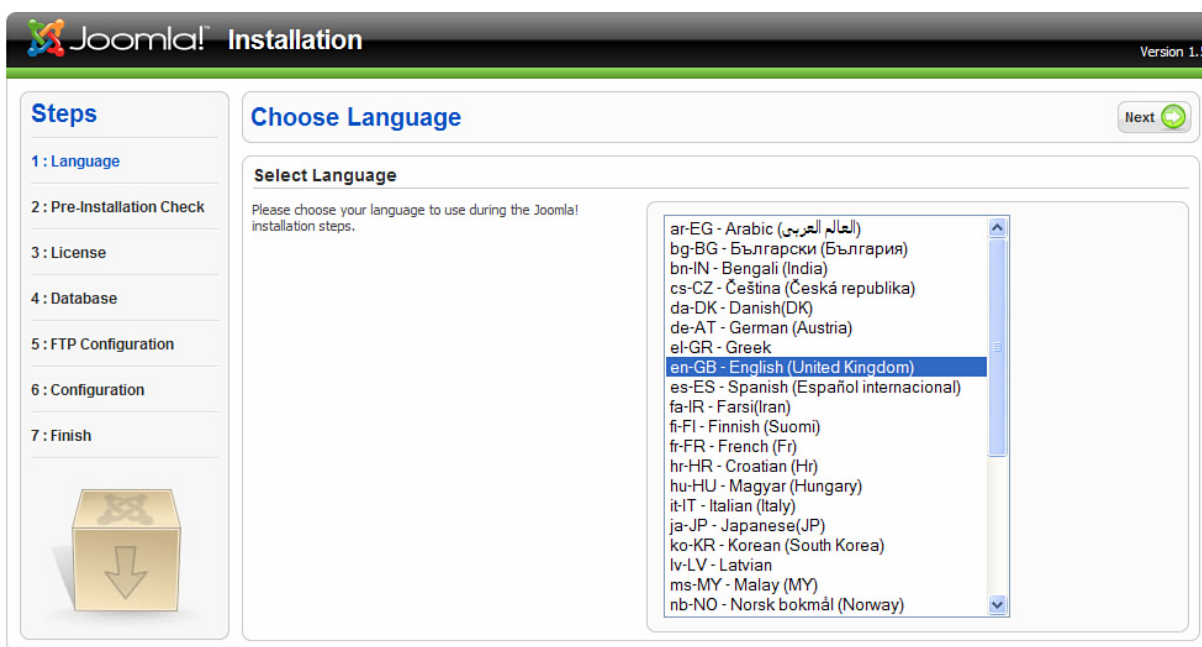 Joomla! Installation
Version 1.5
Steps
1 : Language
2 : Pre-Installation Check
3 : License
4 : Database
5 : FTP Configuration
6 : Configuration
7 : Finish
Choose Language
Next
Select Language
Please choose your language to use during the Joomla!
installation steps.
ar-EG - Arabic (العالم العربي)
bg-BG - Български (България)
bn-IN - Bengali (India)
cs-CZ - Čeština (Česká republika)
da-DK - Danish(DK)
de-AT - German (Austria)
el-GR - Greek
en-GB - English (United Kingdom)
es-ES - Spanish (Español internacional)
fa-IR - Farsi(Iran)
fi-FI - Finnish (Suomi)
fr-FR - French (Fr)
hr-HR - Croatian (Hr)
hu-HU - Magyar (Hungary)
it-IT - Italian (Italy)
ja-JP - Japanese(JP)
ko-KR - Korean (South Korea)
lv-LV - Latvian
ms-MY - Malay (MY)
nb-NO - Norsk bokmål (Norway)